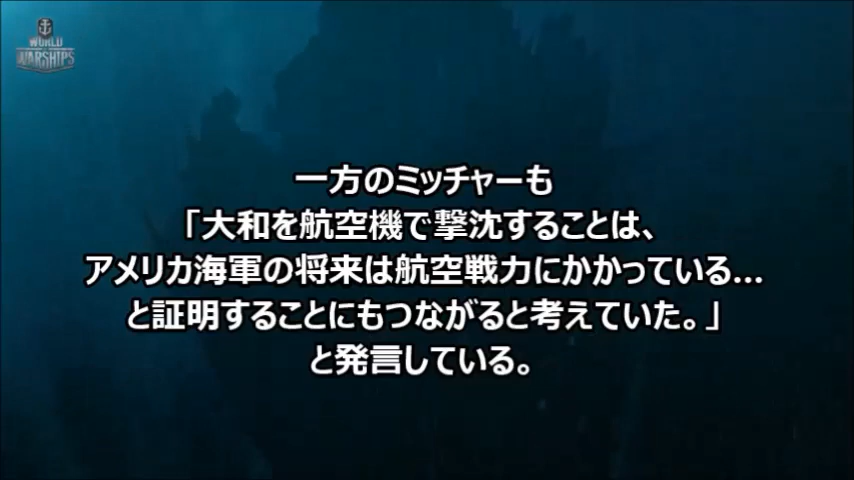 WORLD
OF
WARSHIPS
一方のミッチャーも
「大和を航空機で撃沈することは、
アメリカ海軍の将来は航空戦力にかかっている…
と証明することにもつながると考えていた。」
と発言している。